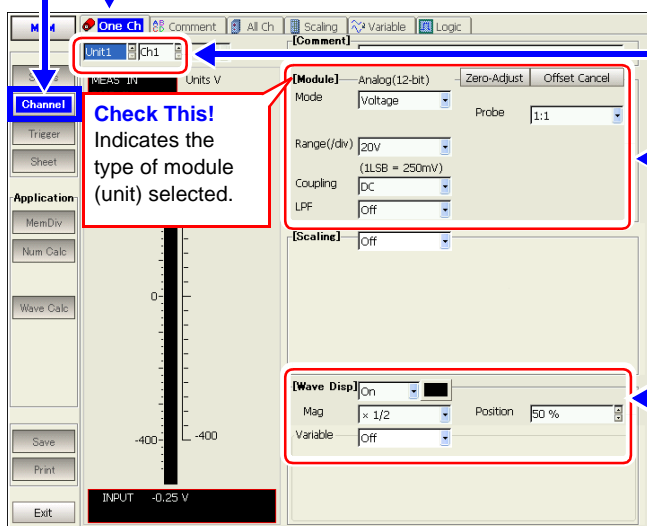 MEM One Ch Comment All Ch Scaling Variable Logic
Unit1 Ch1
[Comment]
MEAS IN Units V
[Module] Analog(12-bit) Zero-Adjust Offset Cancel
Channel
Mode Voltage
Probe 1:1
Check This!
Indicates the
type of module
(unit) selected.
Trigger
Sheet
Range(/div) 20V
(1LSB = 250mV)
Coupling DC
LPF Off
Application
MemDiv
Num Calc
Wave Calc
[Scaling] Off
0
[Wave Disp] On
Mag × 1/2
Position 50 %
Variable Off
-400 -400
Save
Print
Exit
INPUT -0.25 V